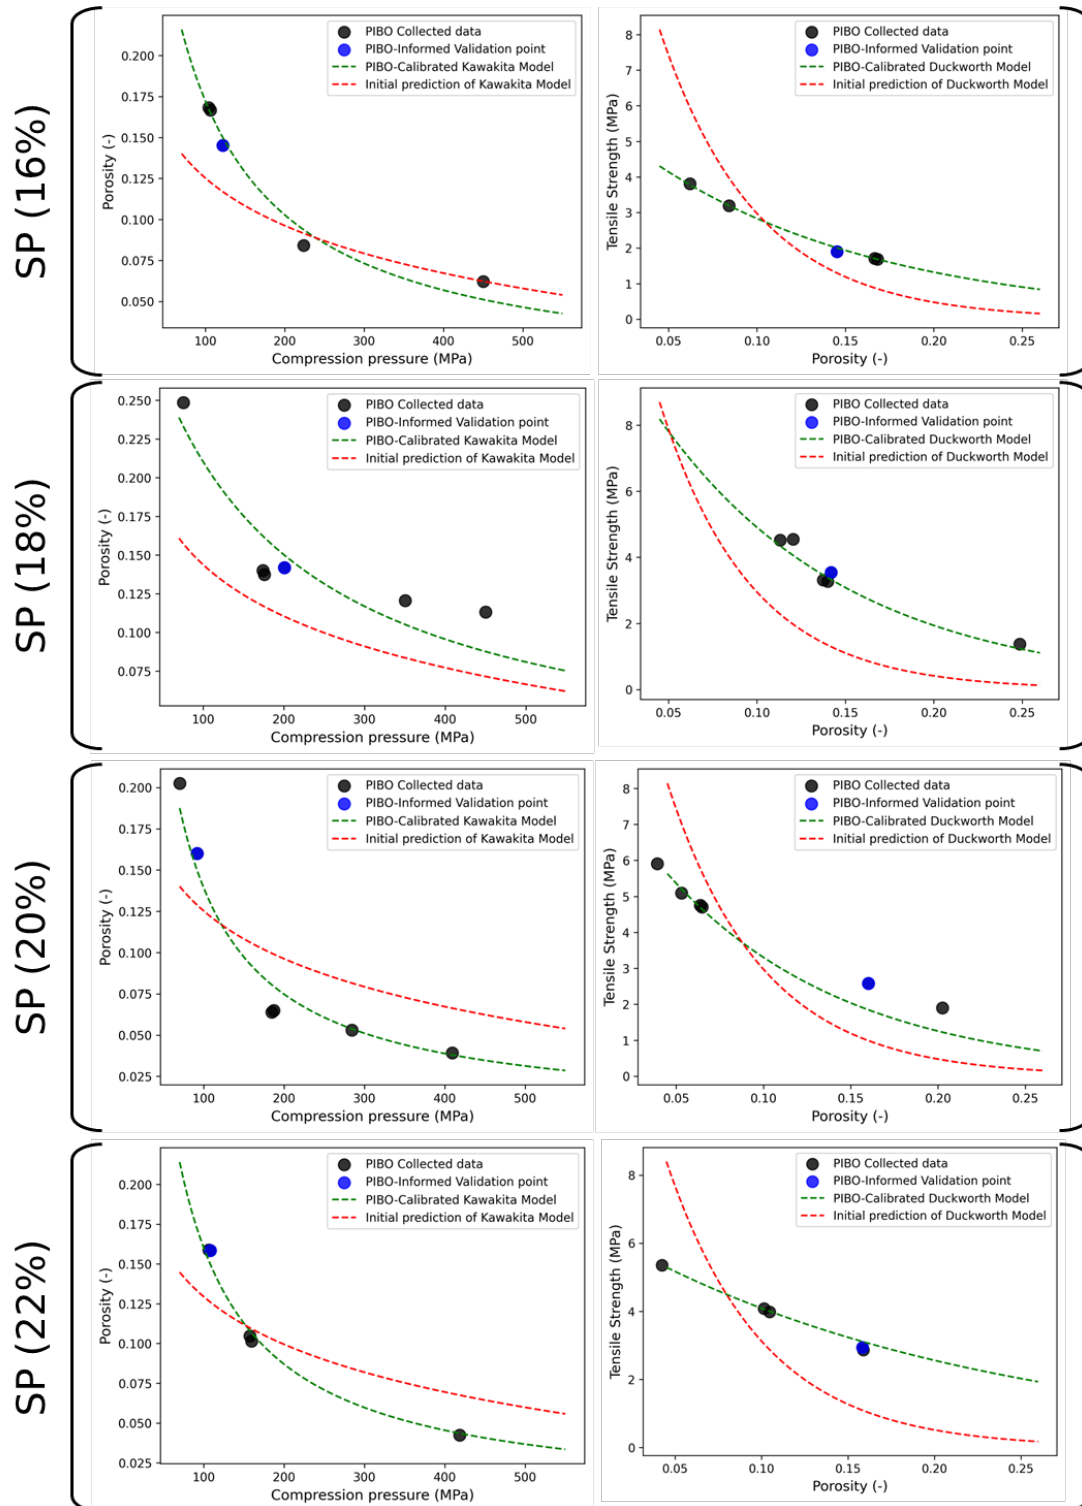 SP (16%)
0.200
0.175
0.150
0.125
0.100
0.075
0.050
Porosity (-)
PIBO Collected data
PIBO-Informed Validation point
PIBO-Calibrated Kawakita Model
Initial prediction of Kawakita Model
100 200 300 400 500
Compression pressure (MPa)
8
7
6
5
4
3
2
1
0
Tensile Strength (MPa)
PIBO Collected data
PIBO-Informed Validation point
PIBO-Calibrated Duckworth Model
Initial prediction of Duckworth Model
0.05 0.10 0.15 0.20 0.25
Porosity (-)
SP (18%)
0.250
0.225
0.200
0.175
0.150
0.125
0.100
0.075
Porosity (-)
PIBO Collected data
PIBO-Informed Validation point
PIBO-Calibrated Kawakita Model
Initial prediction of Kawakita Model
100 200 300 400 500
Compression pressure (MPa)
8
6
4
2
0
Tensile Strength (MPa)
PIBO Collected data
PIBO-Informed Validation point
PIBO-Calibrated Duckworth Model
Initial prediction of Duckworth Model
0.05 0.10 0.15 0.20 0.25
Porosity (-)
SP (20%)
0.200
0.175
0.150
0.125
0.100
0.075
0.050
0.025
Porosity (-)
PIBO Collected data
PIBO-Informed Validation point
PIBO-Calibrated Kawakita Model
Initial prediction of Kawakita Model
100 200 300 400 500
Compression pressure (MPa)
8
7
6
5
4
3
2
1
0
Tensile Strength (MPa)
PIBO Collected data
PIBO-Informed Validation point
PIBO-Calibrated Duckworth Model
Initial prediction of Duckworth Model
0.05 0.10 0.15 0.20 0.25
Porosity (-)
SP (22%)
0.200
0.175
0.150
0.125
0.100
0.075
0.050
0.025
Porosity (-)
PIBO Collected data
PIBO-Informed Validation point
PIBO-Calibrated Kawakita Model
Initial prediction of Kawakita Model
100 200 300 400 500
Compression pressure (MPa)
8
6
4
2
0
Tensile Strength (MPa)
PIBO Collected data
PIBO-Informed Validation point
PIBO-Calibrated Duckworth Model
Initial prediction of Duckworth Model
0.05 0.10 0.15 0.20 0.25
Porosity (-)